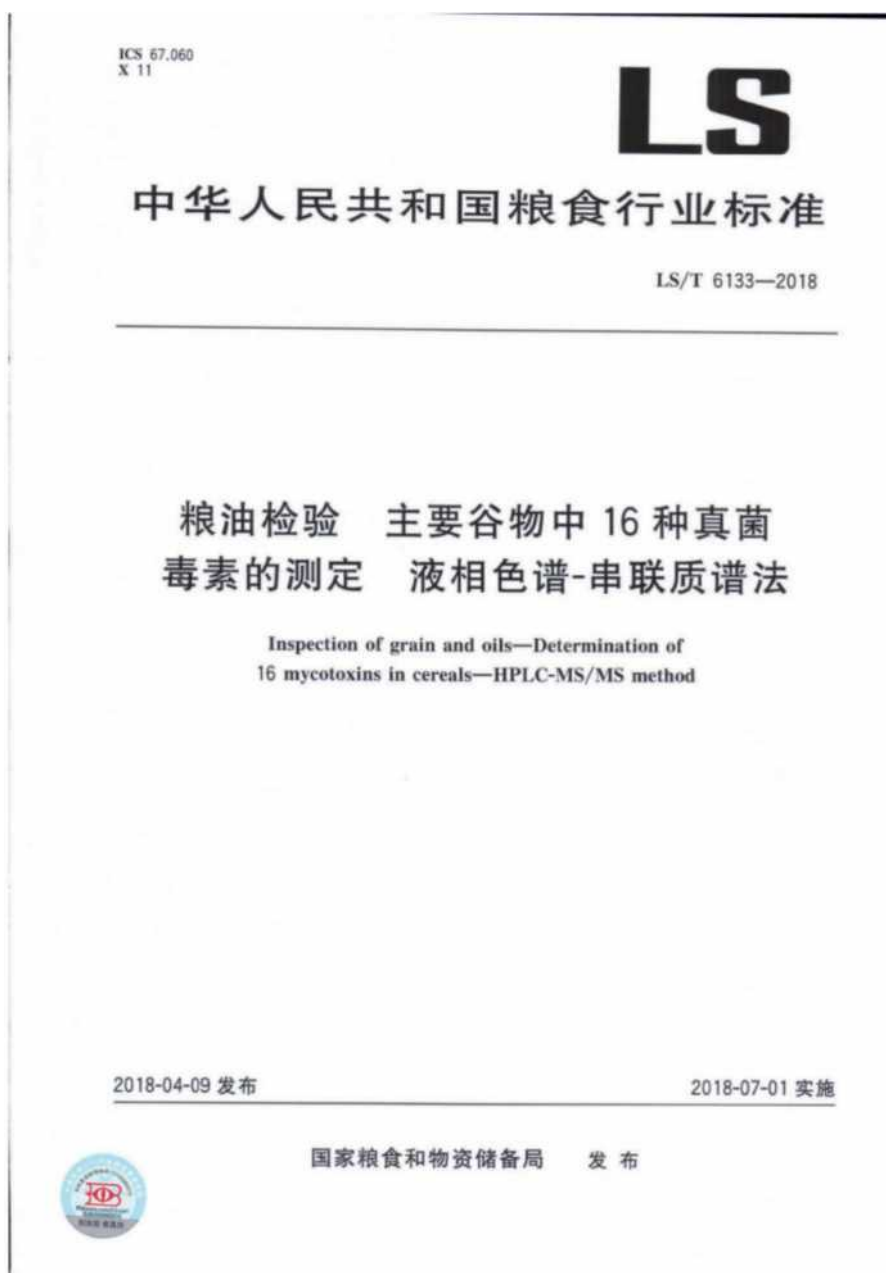 ICS 67.060
X 11
LS
中华人民共和国粮食行业标准
LS/T 6133—2018
粮油检验　主要谷物中 16 种真菌
毒素的测定　液相色谱-串联质谱法
Inspection of grain and oils—Determination of
16 mycotoxins in cereals—HPLC-MS/MS method
2018-04-09 发布
2018-07-01 实施
国家粮食和物资储备局　发 布